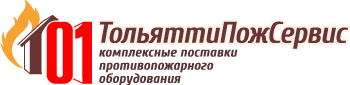 01
ТольяттиПожСервис
комплексные поставки
противопожарного
оборудования